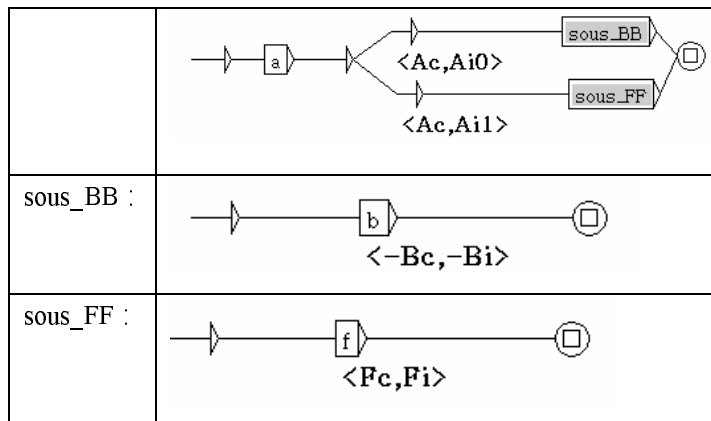 sous_BB
a
<Ac,Ai0>
sous_FF
<Ac,Ai1>
sous_BB :
b
<-Bc,-Bi>
sous_FF :
f
<Fc,Fi>